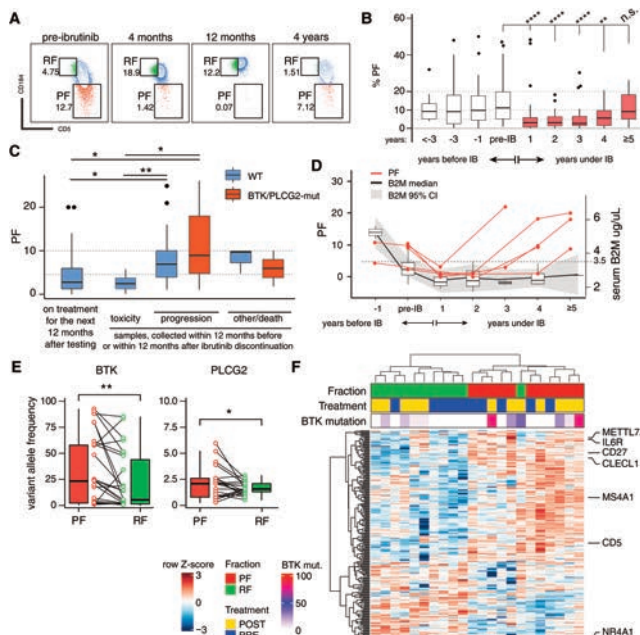 A
pre-ibrutinib
4 months
12 months
4 years
RF
4.75
PF
12.7
RF
18.9
PF
1.42
RF
12.2
PF
0.07
RF
1.51
PF
7.12
CD184
CD5
B
**** **** **** ** n.s.
% PF
60
40
20
10
0
years:
<-3 -3 -1 pre-IB 1 2 3 4 ≥5
years before IB
years under IB
C
* * * **
WT
BTK/PLCG2-mut
PF
20
10
0
on treatment
for the next
12 months
after testing
toxicity
progression
other/death
samples, collected within 12 months before
or within 12 months after ibrutinib discontinuation
D
PF
B2M median
B2M 95% CI
PF
20
10
0
serum B2M ug/uL
6
4
3.5
2
-1 pre-IB 1 2 3 4 ≥5
years before IB
years under IB
E
BTK
PLCG2
**
*
variant allele frequency
100
75
50
25
0
10.0
7.5
5.0
2.5
0
PF RF
PF RF
row Z-score
3
−3
Fraction
PF
RF
Treatment
POST
BTK mut.
100
50
0
F
Fraction
Treatment
BTK mutation
IL6R
CD27
CLECL1
MS4A1
CD5
NR4A1